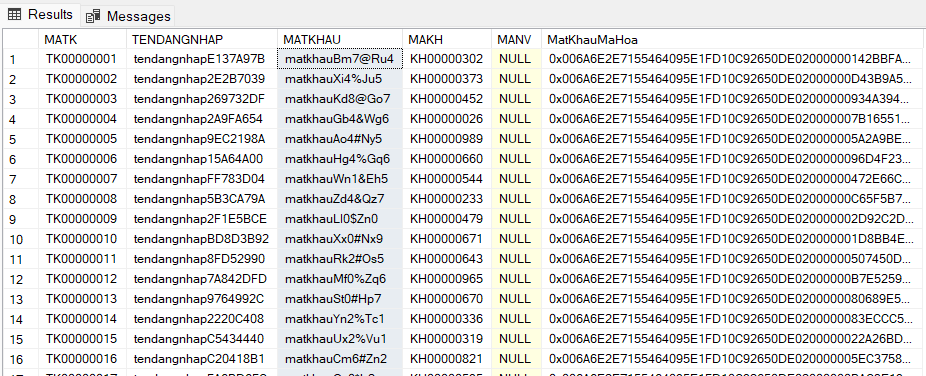 Results Messages
MATK TENDANGNHAP MATKHAU MAKH MANV MatKhauMaHoa
1 TK00000001 tendangnhapE137A97B matkhauBm7@Ru4 KH00000302 NULL 0x006A6E2E7155464095E1FD10C92650DE02000000142BBFA...
2 TK00000002 tendangnhap2E2B7039 matkhauXi4%Ju5 KH00000373 NULL 0x006A6E2E7155464095E1FD10C92650DE02000000D43B9A5...
3 TK00000003 tendangnhap269732DF matkhauKd8@Go7 KH00000452 NULL 0x006A6E2E7155464095E1FD10C92650DE02000000934A394...
4 TK00000004 tendangnhap2A9FA654 matkhauGb4&Wg6 KH00000026 NULL 0x006A6E2E7155464095E1FD10C92650DE020000007B16551...
5 TK00000005 tendangnhap9EC2198A matkhauAo4#Ny5 KH00000989 NULL 0x006A6E2E7155464095E1FD10C92650DE020000005A2A9BE...
6 TK00000006 tendangnhap15A64A00 matkhauHg4%Gq6 KH00000660 NULL 0x006A6E2E7155464095E1FD10C92650DE0200000096D4F23...
7 TK00000007 tendangnhapFF783D04 matkhauWn1&Eh5 KH00000544 NULL 0x006A6E2E7155464095E1FD10C92650DE02000000472E66C...
8 TK00000008 tendangnhap5B3CA79A matkhauZd4&Qz7 KH00000233 NULL 0x006A6E2E7155464095E1FD10C92650DE02000000C65F5B7...
9 TK00000009 tendangnhap2F1E5BCE matkhauLl0$Zn0 KH00000479 NULL 0x006A6E2E7155464095E1FD10C92650DE020000002D92C2D...
10 TK00000010 tendangnhapBD8D3B92 matkhauXx0#Nx9 KH00000671 NULL 0x006A6E2E7155464095E1FD10C92650DE020000001D8BB4E...
11 TK00000011 tendangnhap8FD52990 matkhauRk2#Os5 KH00000643 NULL 0x006A6E2E7155464095E1FD10C92650DE02000000507450D...
12 TK00000012 tendangnhap7A842DFD matkhauMf0%Zq6 KH00000965 NULL 0x006A6E2E7155464095E1FD10C92650DE02000000B7E5259...
13 TK00000013 tendangnhap9764992C matkhauSt0#Hp7 KH00000670 NULL 0x006A6E2E7155464095E1FD10C92650DE0200000080689E5...
14 TK00000014 tendangnhap2220C408 matkhauYn2%Tc1 KH00000336 NULL 0x006A6E2E7155464095E1FD10C92650DE0200000083ECCC5...
15 TK00000015 tendangnhapC5434440 matkhauUx2%Vu1 KH00000319 NULL 0x006A6E2E7155464095E1FD10C92650DE0200000022A26BD...
16 TK00000016 tendangnhapC20418B1 matkhauCm6#Zn2 KH00000821 NULL 0x006A6E2E7155464095E1FD10C92650DE020000005EC3758...